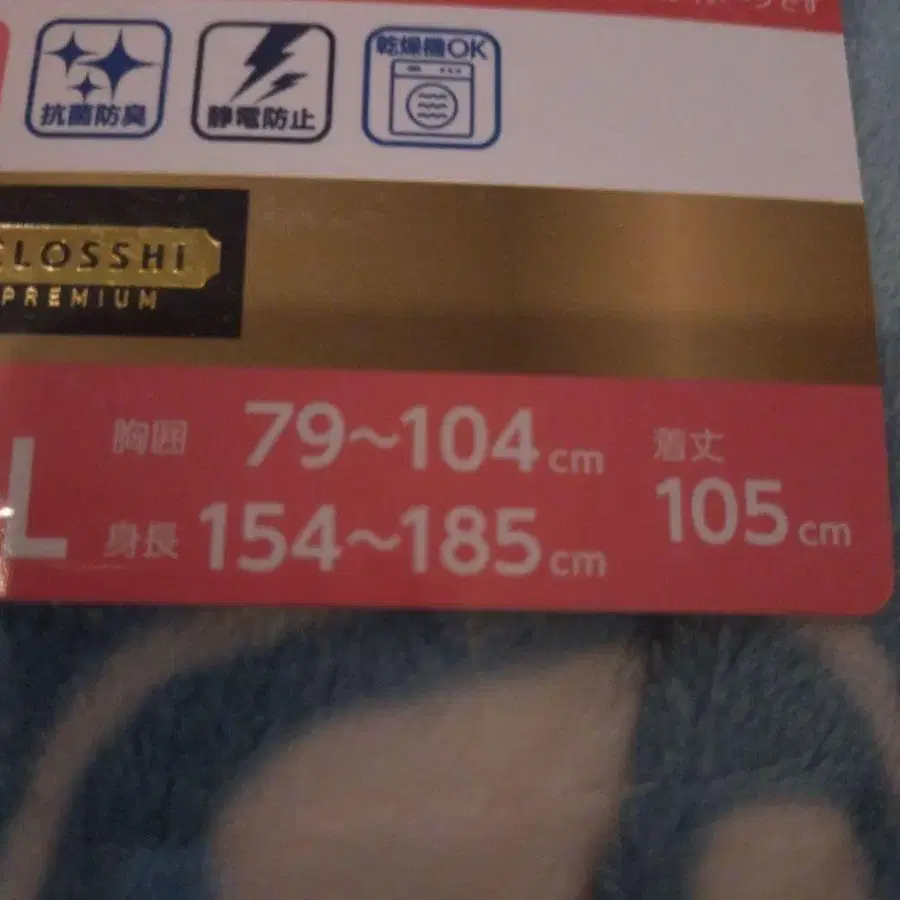 抗菌防臭
静電防止
乾燥機OK
CLOSSHI
PREMIUM
L
胸囲 79~104cm
身長 154~185cm
着丈
105cm